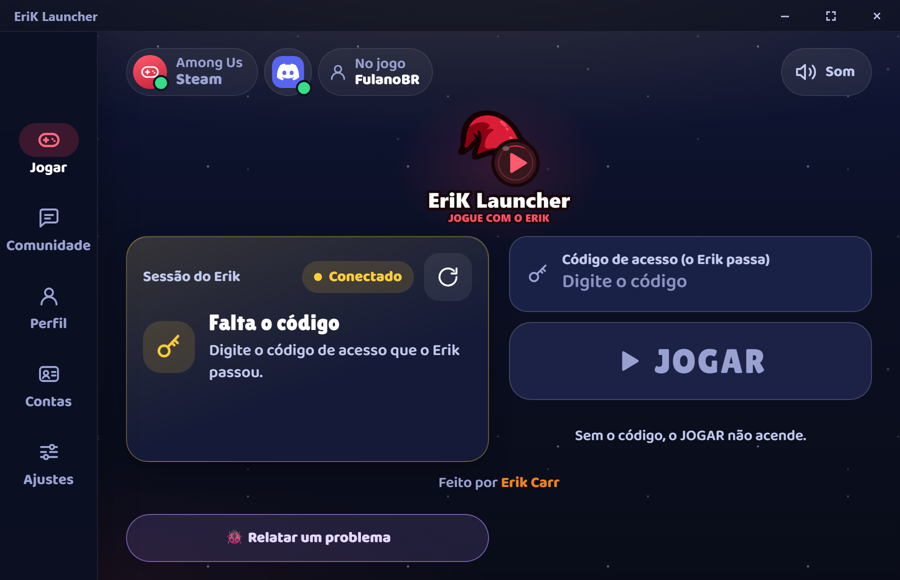 EriK Launcher
Among Us
Steam
No jogo
FulanoBR
Som
EriK Launcher
JOGUE COM O ERIK
Jogar
Comunidade
Perfil
Contas
Ajustes
Sessão do Erik
Conectado
Falta o código
Digite o código de acesso que o Erik
passou.
Código de acesso (o Erik passa)
Digite o código
JOGAR
Sem o código, o JOGAR não acende.
Feito por Erik Carr
Relatar um problema